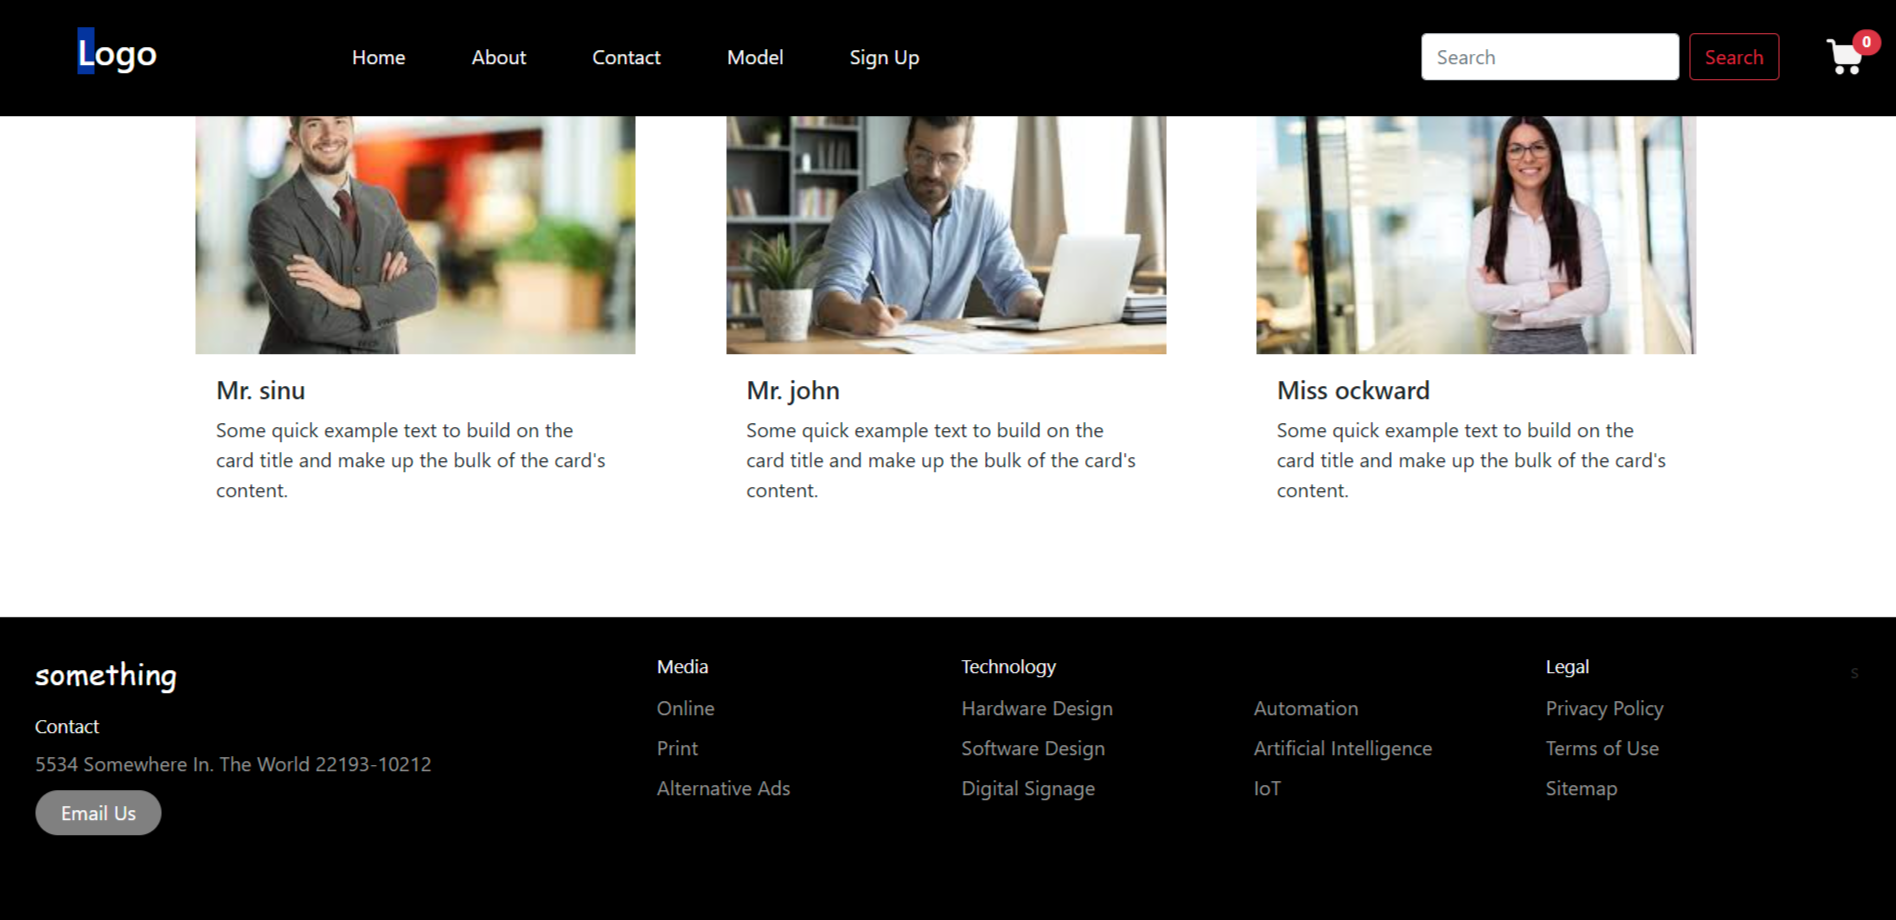 Logo
Home
About
Contact
Model
Sign Up
Search
Search
0
Mr. sinu
Some quick example text to build on the
card title and make up the bulk of the card's
content.
Mr. john
Some quick example text to build on the
card title and make up the bulk of the card's
content.
Miss ockward
Some quick example text to build on the
card title and make up the bulk of the card's
content.
something
Contact
5534 Somewhere In. The World 22193-10212
Email Us
Media
Online
Print
Alternative Ads
Technology
Hardware Design
Software Design
Digital Signage
Automation
Artificial Intelligence
IoT
Legal
Privacy Policy
Terms of Use
Sitemap
s